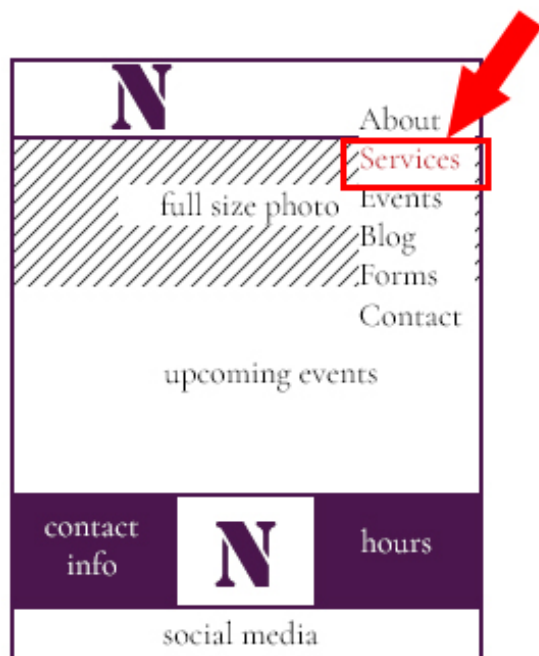 N
About
Services
Events
full size photo
Blog
Forms
Contact
upcoming events
contact
info
N
hours
social media